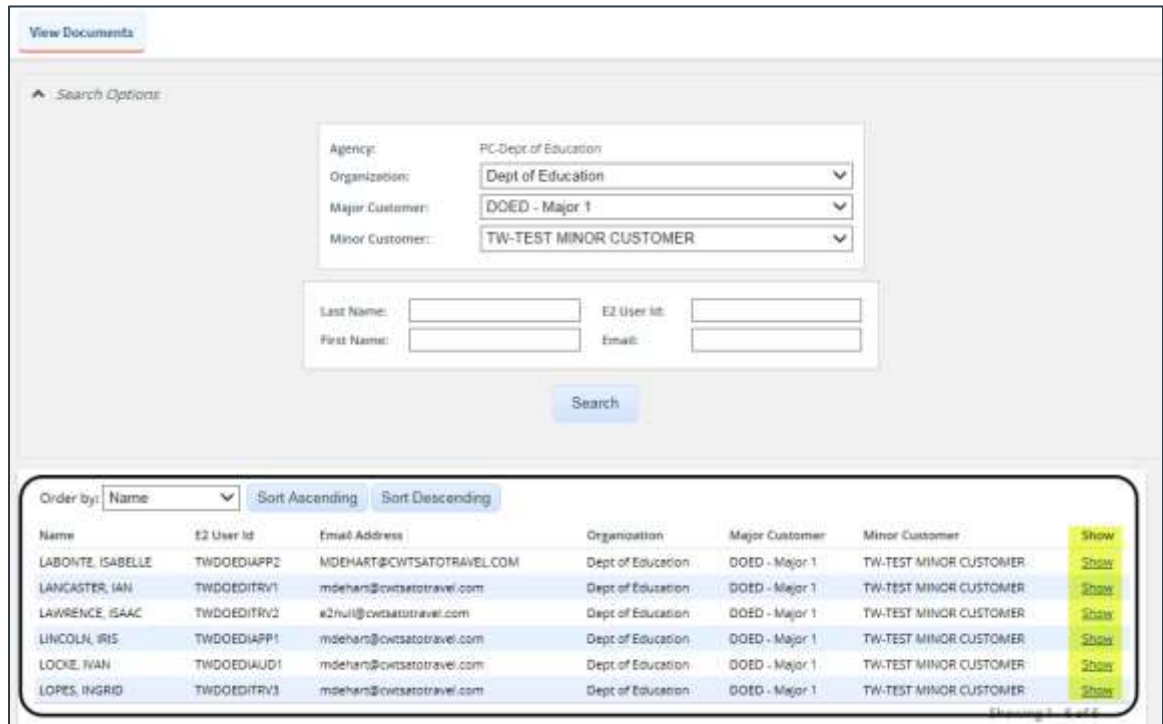 View Documents
Search Options
Agency: PC-Dept of Education
Organization: Dept of Education
Major Customer: DOED - Major 1
Minor Customer: TW-TEST MINOR CUSTOMER
Last Name: E2 User Id:
First Name: Email:
Search
Order by: Name Sort Ascending Sort Descending
Name E2 User Id Email Address Organization Major Customer Minor Customer Show
LABONTE, ISABELLE TWDOEDIAPP2 MDEHART@CWTSATOTRAVEL.COM Dept of Education DOED - Major 1 TW-TEST MINOR CUSTOMER Show
LANCASTER, IAN TWDOEDITRV1 mdehart@cwtsatotravel.com Dept of Education DOED - Major 1 TW-TEST MINOR CUSTOMER Show
LAWRENCE, ISAAC TWDOEDITRV2 e2null@cwtsatotravel.com Dept of Education DOED - Major 1 TW-TEST MINOR CUSTOMER Show
LINCOLN, IRIS TWDOEDIAPP1 mdehart@cwtsatotravel.com Dept of Education DOED - Major 1 TW-TEST MINOR CUSTOMER Show
LOCKE, IVAN TWDOEDIAUD1 mdehart@cwtsatotravel.com Dept of Education DOED - Major 1 TW-TEST MINOR CUSTOMER Show
LOPES, INGRID TWDOEDITRV3 mdehart@cwtsatotravel.com Dept of Education DOED - Major 1 TW-TEST MINOR CUSTOMER Show